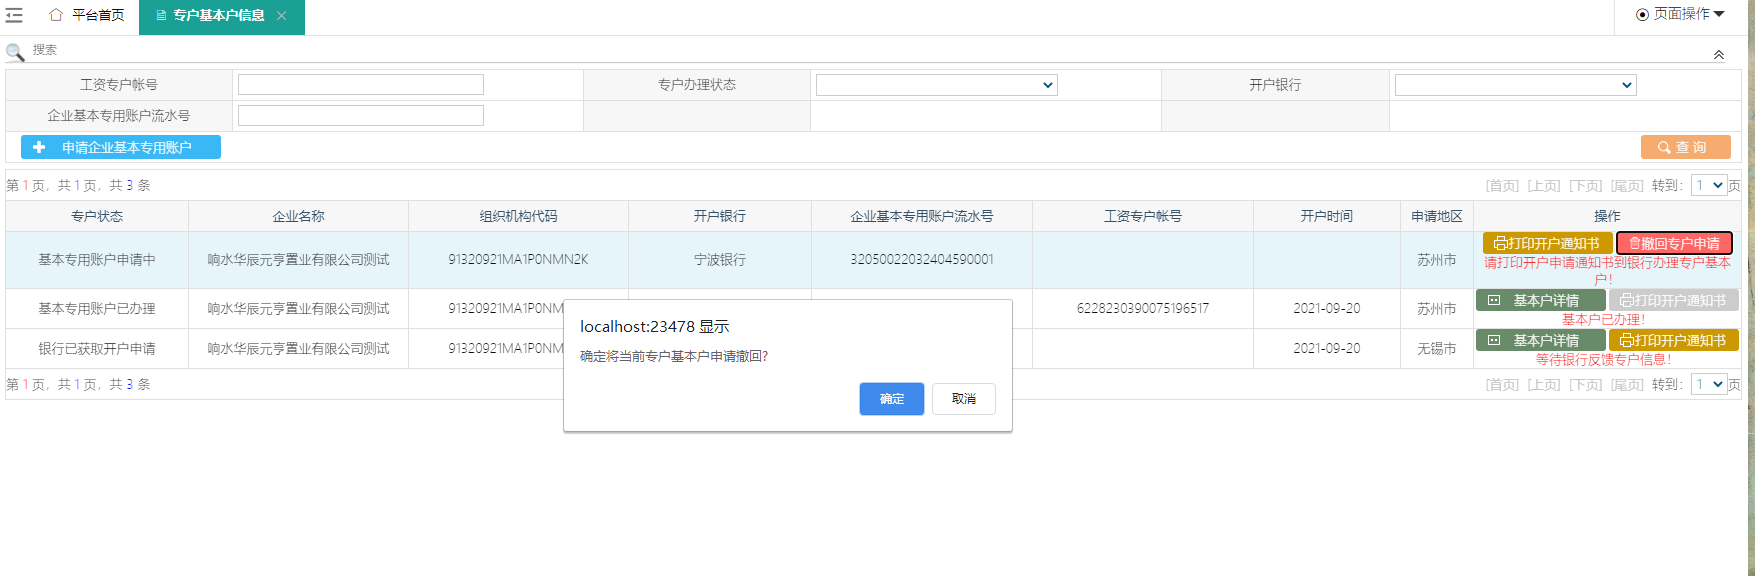 平台首页 专户基本户信息 页面操作
搜索
工资专户帐号 专户办理状态 开户银行
企业基本专用账户流水号
申请企业基本专用账户 查 询
第 1 页, 共 1 页, 共 3 条 [首页] [上页] [下页] [尾页] 转到: 1 页
专户状态 企业名称 组织机构代码 开户银行 企业基本专用账户流水号 工资专户帐号 开户时间 申请地区 操作
基本专用账户申请中 响水华辰元亨置业有限公司测试 91320921MA1P0NMN2K 宁波银行 32050022032404590001 苏州市 打印开户通知书 撤回专户申请
请打印开户申请通知书到银行办理专户基本
户!
基本专用账户已办理 响水华辰元亨置业有限公司测试 91320921MA1P0NM 6228230390075196517 2021-09-20 苏州市 基本户详情 打印开户通知书
基本户已办理!
银行已获取开户申请 响水华辰元亨置业有限公司测试 91320921MA1P0NM 2021-09-20 无锡市 基本户详情 打印开户通知书
等待银行反馈专户信息!
第 1 页, 共 1 页, 共 3 条 [首页] [上页] [下页] [尾页] 转到: 1 页
localhost:23478 显示
确定将当前专户基本户申请撤回?
确定 取消